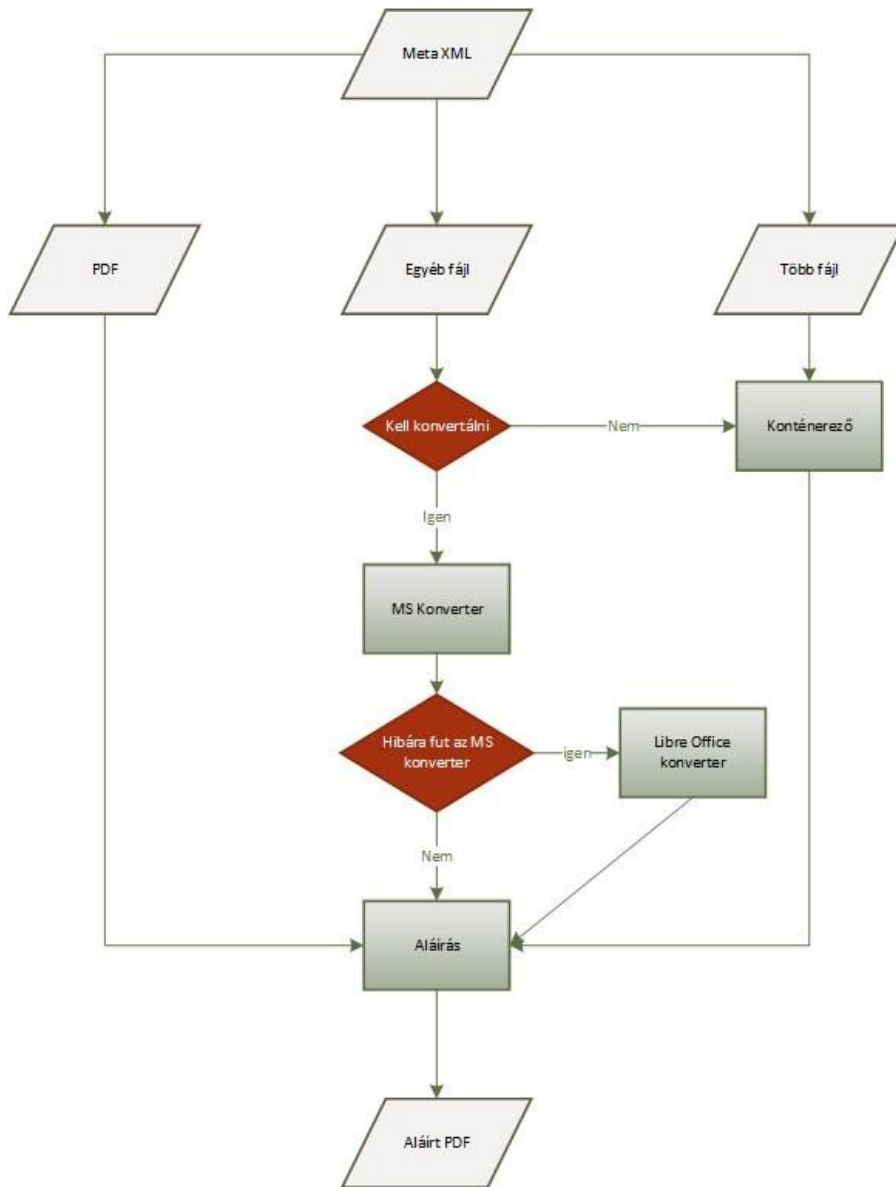 Meta XML
PDF
Egyéb fájl
Több fájl
Kell konvertálni
Nem
Konténerező
Igen
MS Konverter
Hibára fut az MS
konverter
igen
Libre Office
konverter
Nem
Aláírás
Aláírt PDF